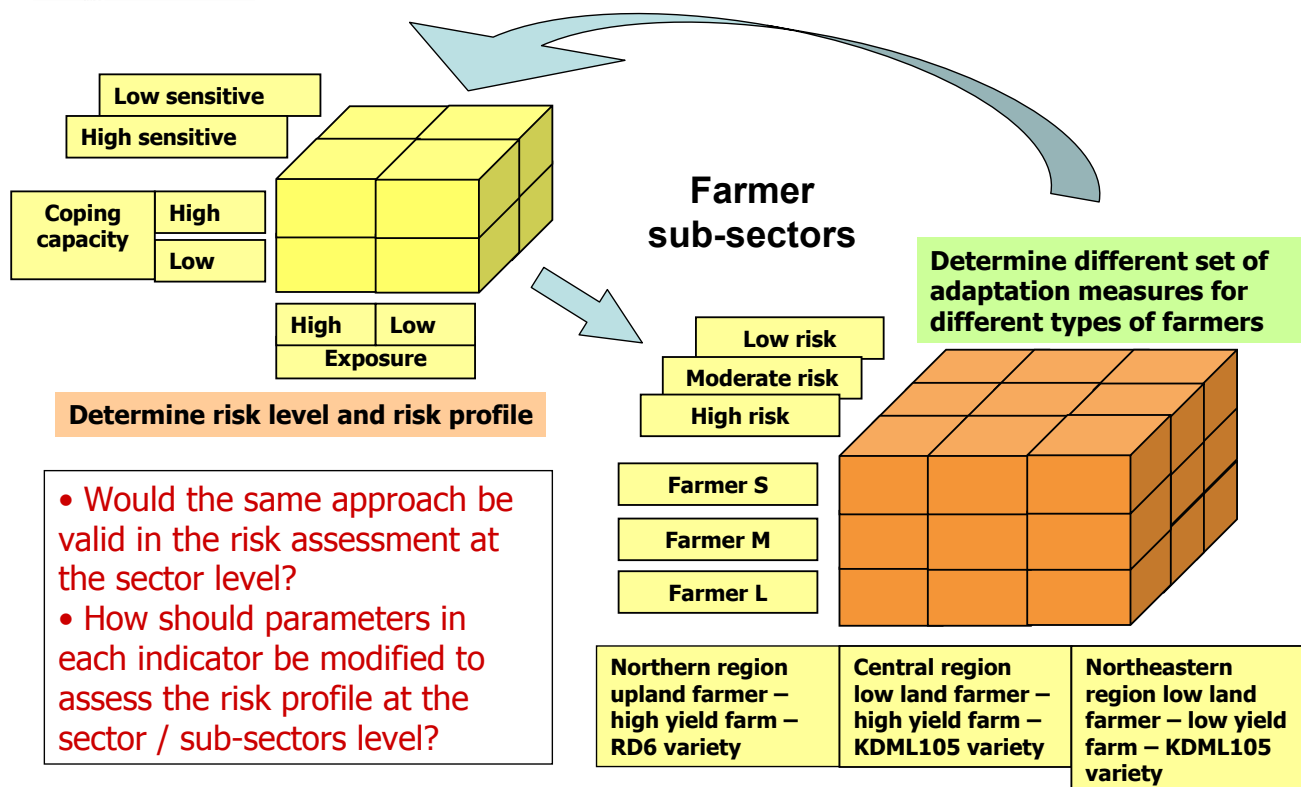 Low sensitive
High sensitive
Coping
capacity
High
Low
High
Low
Exposure
Determine risk level and risk profile
Farmer
sub-sectors
Determine different set of
adaptation measures for
different types of farmers
Low risk
Moderate risk
High risk
Farmer S
Farmer M
Farmer L
Northern region
upland farmer –
high yield farm –
RD6 variety
Central region
low land farmer –
high yield farm –
KDML105 variety
Northeastern
region low land
farmer – low yield
farm – KDML105
variety
• Would the same approach be
valid in the risk assessment at
the sector level?
• How should parameters in
each indicator be modified to
assess the risk profile at the
sector / sub-sectors level?